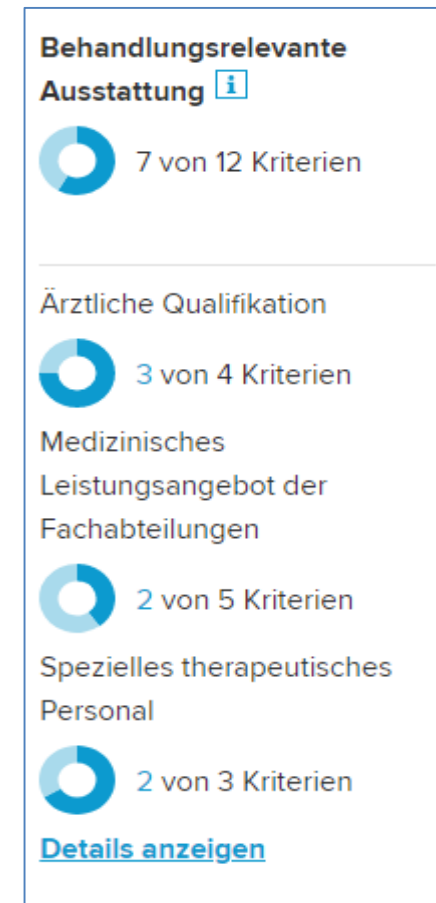 Behandlungsrelevante
Ausstattung i
7 von 12 Kriterien
Ärztliche Qualifikation
3 von 4 Kriterien
Medizinisches
Leistungsangebot der
Fachabteilungen
2 von 5 Kriterien
Spezielles therapeutisches
Personal
2 von 3 Kriterien
Details anzeigen